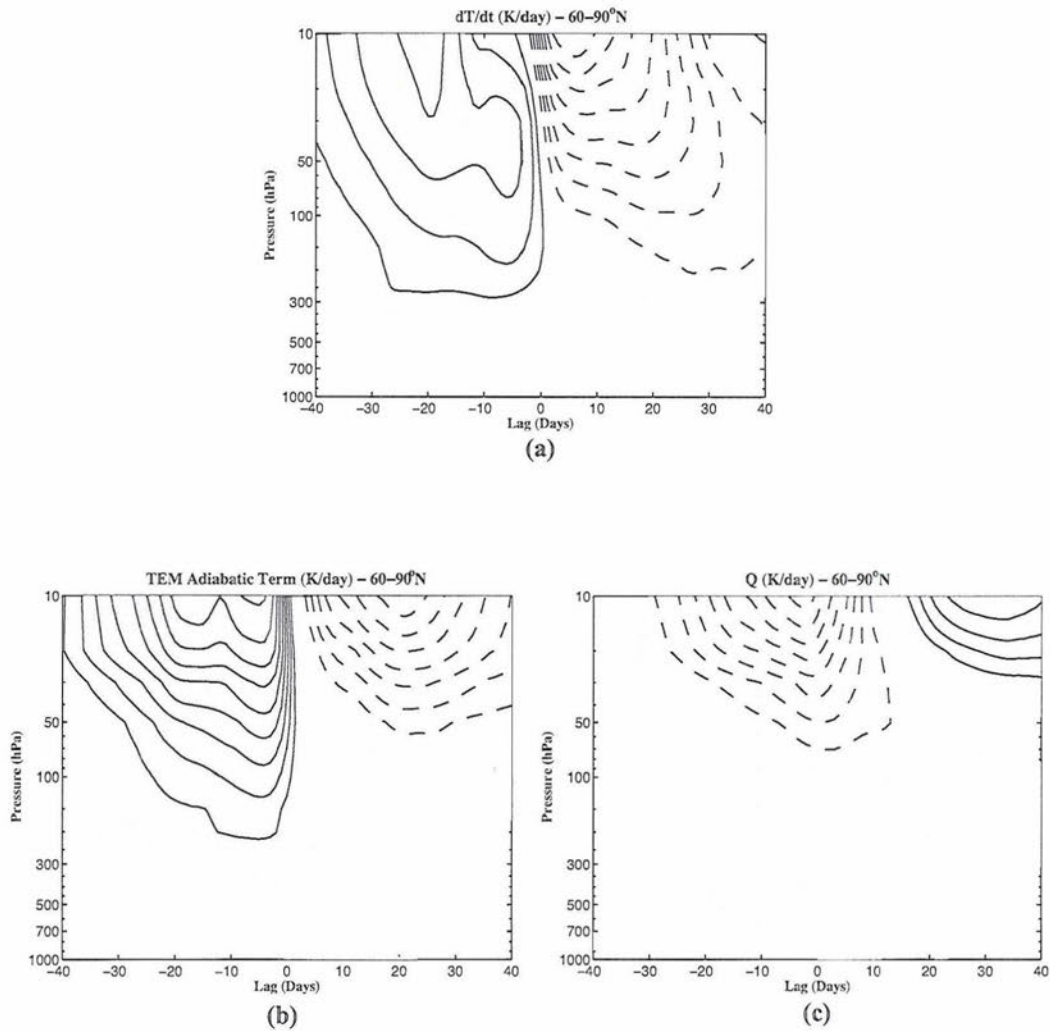 dT/dt (K/day) – 60–90°N
10
50
100
300
500
700
1000
Pressure (hPa)
−40 −30 −20 −10 0 10 20 30 40
Lag (Days)
(a)
TEM Adiabatic Term (K/day) – 60–90°N
10
50
100
300
500
700
1000
Pressure (hPa)
−40 −30 −20 −10 0 10 20 30 40
Lag (Days)
(b)
Q (K/day) – 60–90°N
10
50
100
300
500
700
1000
Pressure (hPa)
−40 −30 −20 −10 0 10 20 30 40
Lag (Days)
(c)